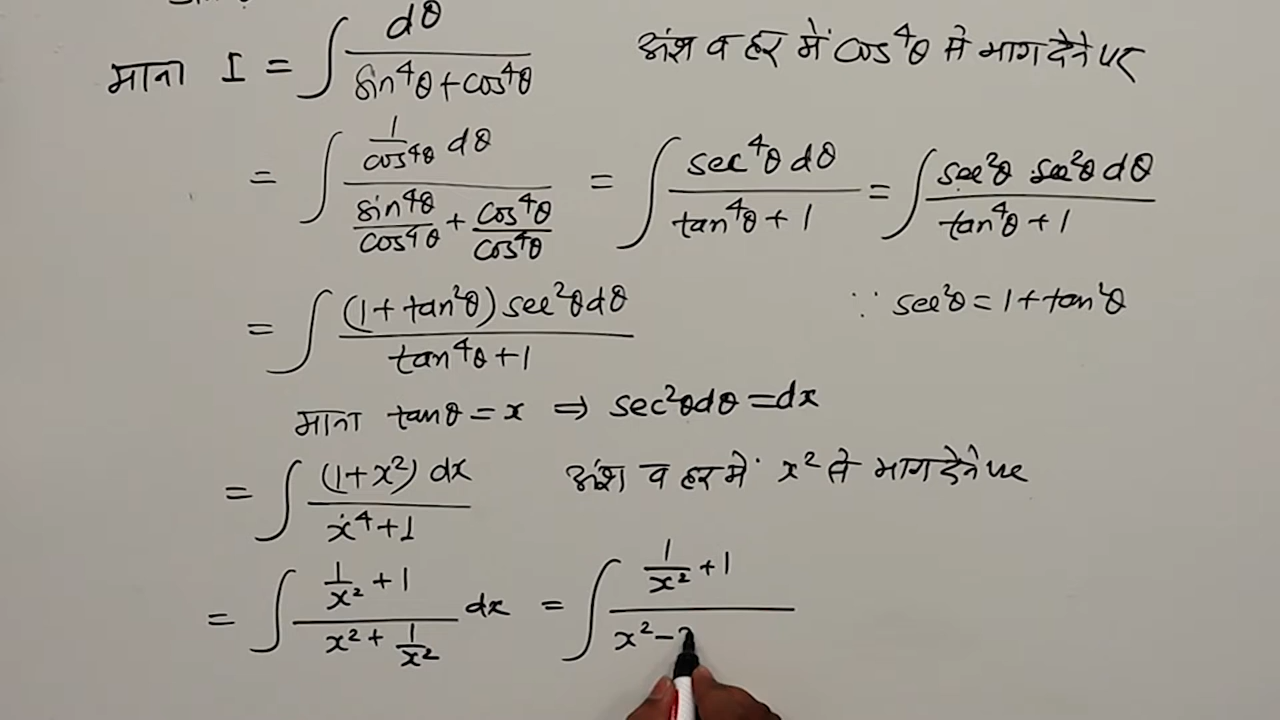 माना I = ∫ dθ / (sin⁴θ + cos⁴θ) अंश व हर में cos⁴θ से भाग देने पर
= ∫ (1/cos⁴θ dθ) / (sin⁴θ/cos⁴θ + cos⁴θ/cos⁴θ) = ∫ sec⁴θ dθ / (tan⁴θ + 1) = ∫ sec²θ sec²θ dθ / (tan⁴θ + 1)
= ∫ (1 + tan²θ) sec²θ dθ / (tan⁴θ + 1) ∵ sec²θ = 1 + tan²θ
माना tanθ = x ⇒ sec²θdθ = dx
= ∫ (1+x²) dx / (x⁴ + 1) अंश व हर में x² से भाग देने पर
= ∫ (1/x² + 1) / (x² + 1/x²) dx = ∫ (1/x² + 1) / (x² −